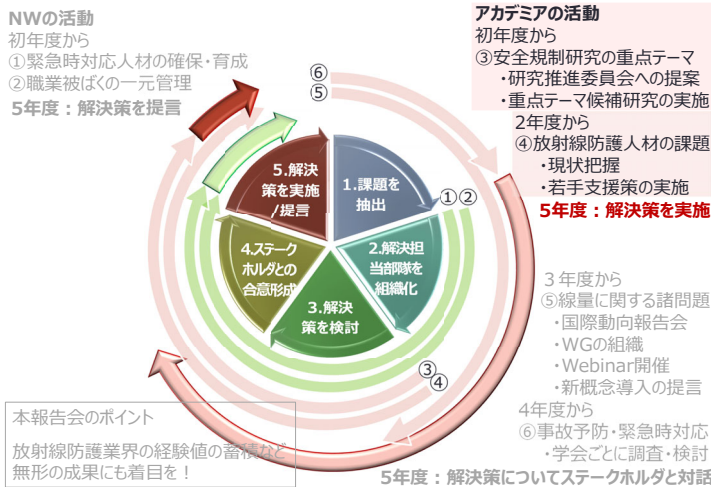 NWの活動
初年度から
①緊急時対応人材の確保・育成
②職業被ばくの一元管理
5年度：解決策を提言
アカデミアの活動
初年度から
③安全規制研究の重点テーマ
・研究推進委員会への提案
・重点テーマ候補研究の実施
2年度から
④放射線防護人材の課題
・現状把握
・若手支援策の実施
5年度：解決策を実施
⑥
⑤
5.解決
策を実施
/提言
1.課題を
抽出
①②
4.ステーク
ホルダとの
合意形成
2.解決担
当部隊を
組織化
3.解決
策を検討
③
④
３年度から
⑤線量に関する諸問題
・国際動向報告会
・WGの組織
・Webinar開催
・新概念導入の提言
4年度から
⑥事故予防・緊急時対応
・学会ごとに調査・検討
5年度：解決策についてステークホルダと対話
本報告会のポイント
放射線防護業界の経験値の蓄積など
無形の成果にも着目を！